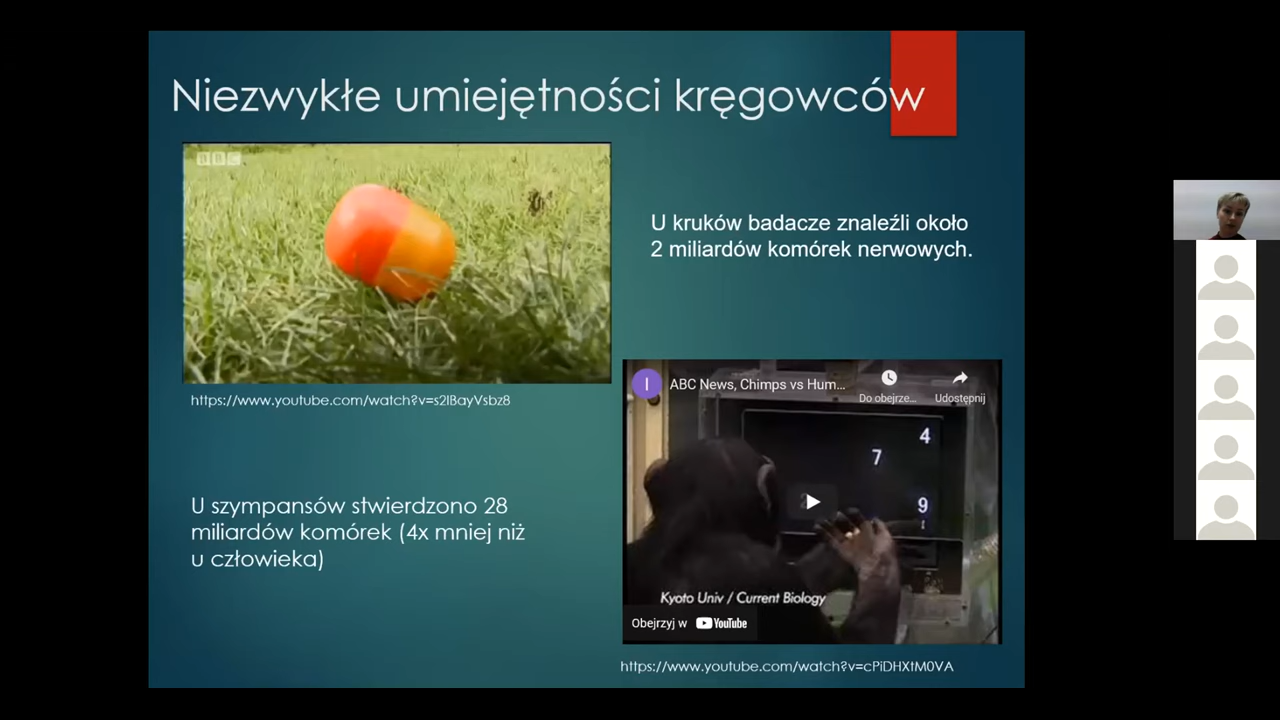 Niezwykłe umiejętności kręgowców
BBC
U kruków badacze znaleźli około
2 miliardów komórek nerwowych.
https://www.youtube.com/watch?v=s2IBayVsbz8
I
ABC News, Chimps vs Hum...
Do obejrze...
Udostępnij
4
7
9
U szympansów stwierdzono 28
miliardów komórek (4x mniej niż
u człowieka)
Kyoto Univ / Current Biology
Obejrzyj w YouTube
https://www.youtube.com/watch?v=cPiDHXtM0VA